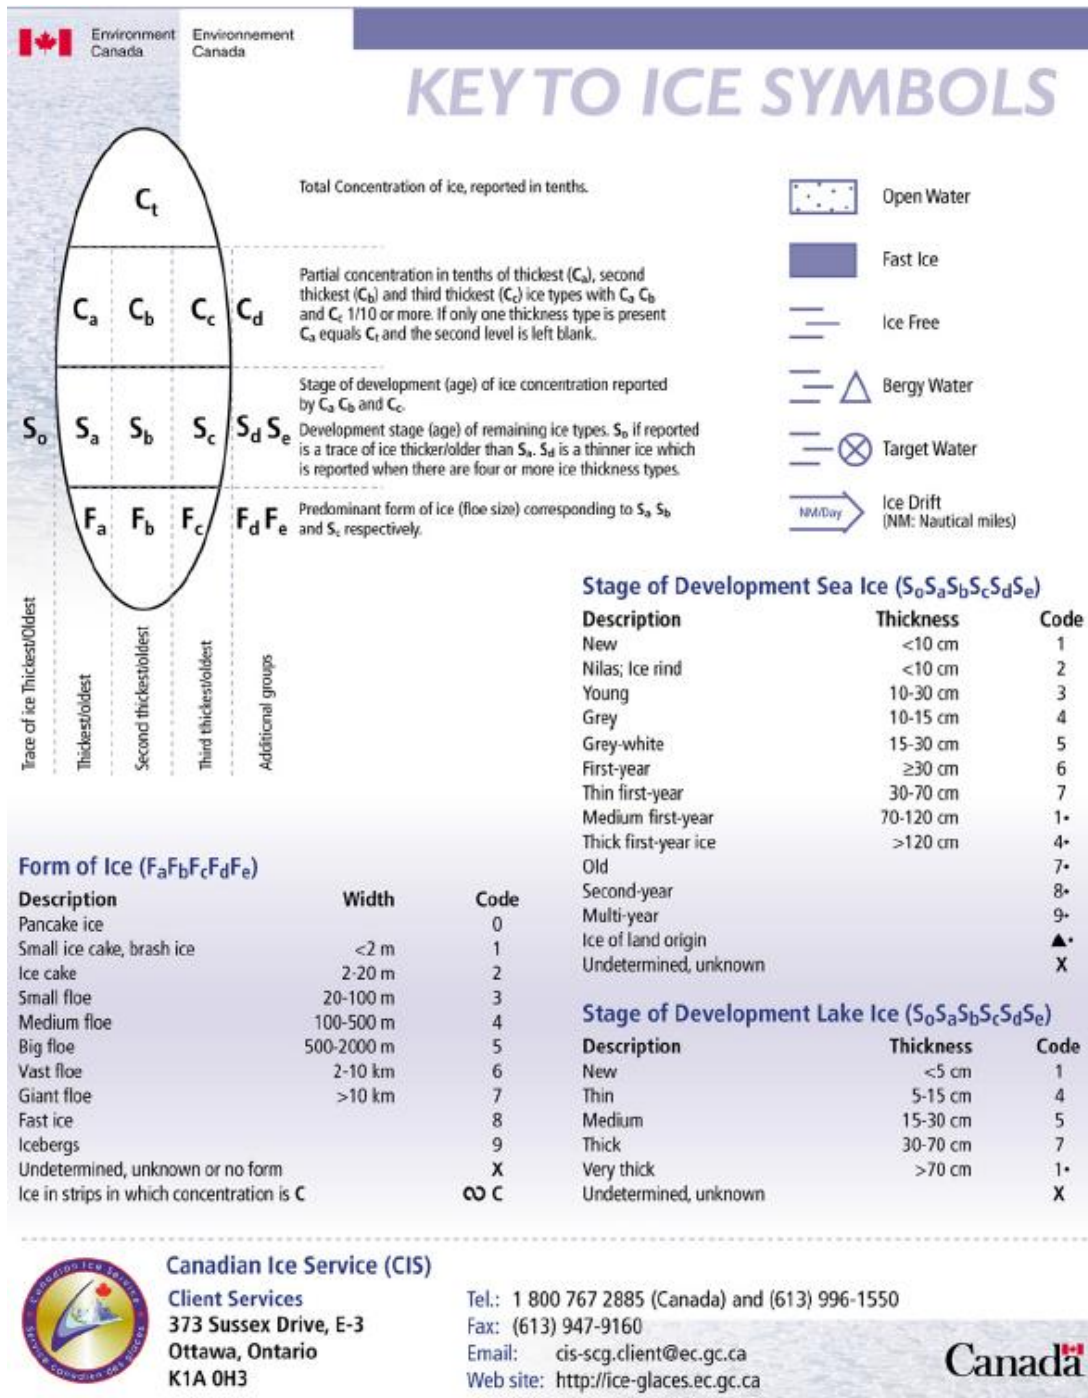 Environment Canada
Environnement Canada
KEY TO ICE SYMBOLS
Ct
Total Concentration of ice, reported in tenths.
Ca Cb Cc Cd
Partial concentration in tenths of thickest (Ca), second
thickest (Cb) and third thickest (Cc) ice types with Ca Cb
and Cc 1/10 or more. If only one thickness type is present
Ca equals Ct and the second level is left blank.
So Sa Sb Sc Sd Se
Stage of development (age) of ice concentration reported
by Ca Cb and Cc.
Development stage (age) of remaining ice types. So if reported
is a trace of ice thicker/older than Sa. Sd is a thinner ice which
is reported when there are four or more ice thickness types.
Fa Fb Fc Fd Fe
Predominant form of ice (floe size) corresponding to Sa Sb
and Sc respectively.
Trace of ice Thickest/Oldest
Thickest/oldest
Second thickest/oldest
Third thickest/oldest
Additional groups
Open Water
Fast Ice
Ice Free
Bergy Water
Target Water
NM/Day
Ice Drift
(NM: Nautical miles)
Stage of Development Sea Ice (SoSaSbScSdSe)
Description Thickness Code
New <10 cm 1
Nilas; Ice rind <10 cm 2
Young 10-30 cm 3
Grey 10-15 cm 4
Grey-white 15-30 cm 5
First-year ≥30 cm 6
Thin first-year 30-70 cm 7
Medium first-year 70-120 cm 1•
Thick first-year ice >120 cm 4•
Old 7•
Second-year 8•
Multi-year 9•
Ice of land origin ▲•
Undetermined, unknown X
Form of Ice (FaFbFcFdFe)
Description Width Code
Pancake ice 0
Small ice cake, brash ice <2 m 1
Ice cake 2-20 m 2
Small floe 20-100 m 3
Medium floe 100-500 m 4
Big floe 500-2000 m 5
Vast floe 2-10 km 6
Giant floe >10 km 7
Fast ice 8
Icebergs 9
Undetermined, unknown or no form X
Ice in strips in which concentration is C ∞ C
Stage of Development Lake Ice (SoSaSbScSdSe)
Description Thickness Code
New <5 cm 1
Thin 5-15 cm 4
Medium 15-30 cm 5
Thick 30-70 cm 7
Very thick >70 cm 1•
Undetermined, unknown X
Canadian Ice Service
Service canadien des glaces
Canadian Ice Service (CIS)
Client Services
373 Sussex Drive, E-3
Ottawa, Ontario
K1A 0H3
Tel.: 1 800 767 2885 (Canada) and (613) 996-1550
Fax: (613) 947-9160
Email: cis-scg.client@ec.gc.ca
Web site: http://ice-glaces.ec.gc.ca
Canada